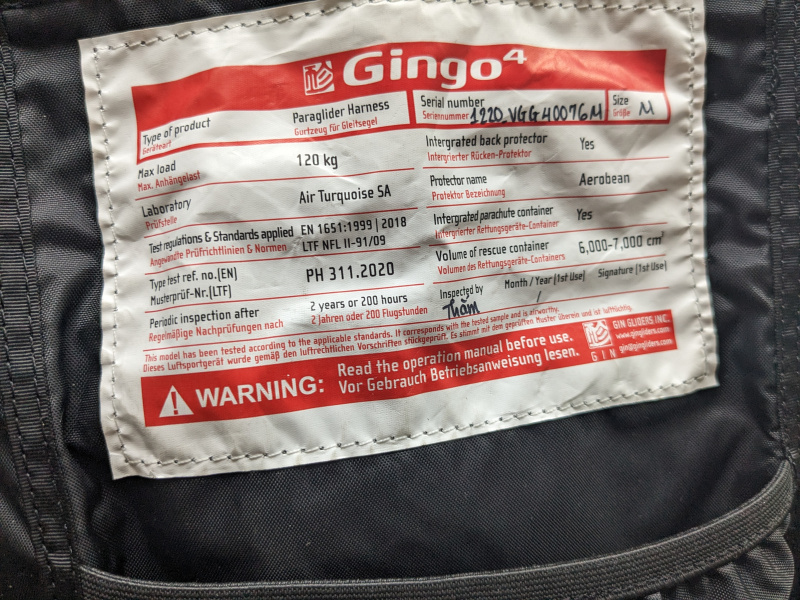 Gingo⁴
Type of product Paraglider Harness
Geräteart Gurtzeug für Gleitsegel
Serial number 1220_VGG40076M
Seriennummer
Size M
Größe
Max load 120 kg
Max. Anhängelast
Laboratory Air Turquoise SA
Prüfstelle
Test regulations & Standards applied EN 1651:1999 | 2018
Angewandte Prüfrichtlinien & Normen LTF NFL II-91/09
Type test ref. no.(EN) PH 311.2020
Musterprüf-Nr.(LTF)
Periodic inspection after 2 years or 200 hours
Regelmäßige Nachprüfungen nach 2 Jahren oder 200 Flugstunden
Intergrated back protector Yes
Intergrierter Rücken-Protektor
Protector name Aerobean
Protektor Bezeichnung
Intergrated parachute container Yes
Intergrierter Rettungsgeräte-Container
Volume of rescue container 6,000-7,000 cm³
Volumen des Rettungsgeräte-Containers
Inspected by Month / Year (1st Use) Signature (1st Use)
Thắm /
This model has been tested according to the applicable standards. It corresponds with the tested sample and is airworthy.
Dieses Luftsportgerät wurde gemäß den luftrechtlichen Vorschriften stückgeprüft. Es stimmt mit dem geprüften Muster überein und ist lufttüchtig.
WARNING: Read the operation manual before use.
Vor Gebrauch Betriebsanweisung lesen.
GIN
GIN GLIDERS INC.
www.gingliders.com
gin@gingliders.com